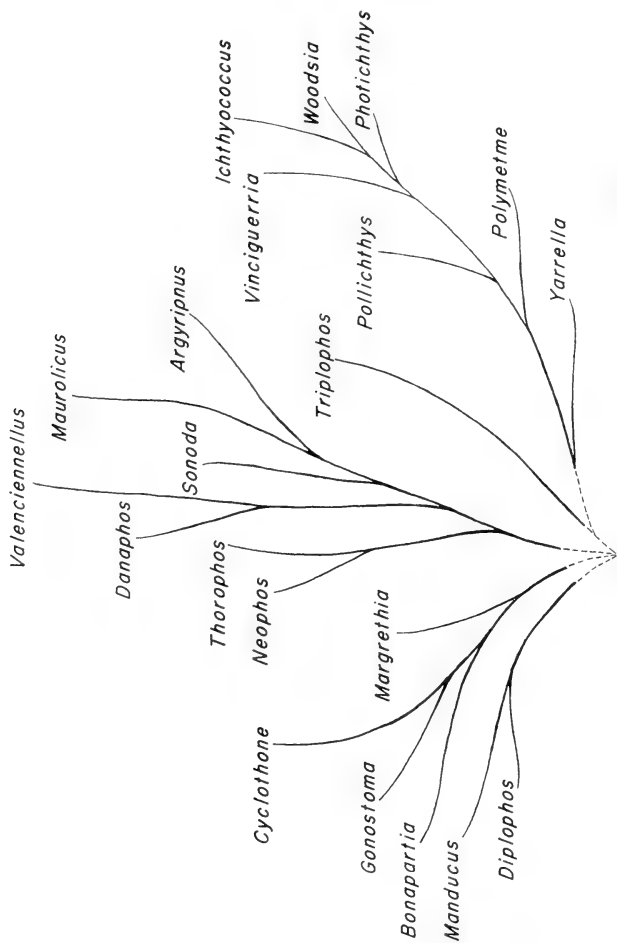 Ichthyococcus
Woodsia
Photichthys
Vinciguerria
Polymetme
Pollichthys
Yarrella
Argyripnus
Triplophos
Maurolicus
Valenciennellus
Sonoda
Danaphos
Thorophos
Neophos
Margrethia
Cyclothone
Gonostoma
Bonapartia
Manducus
Diplophos